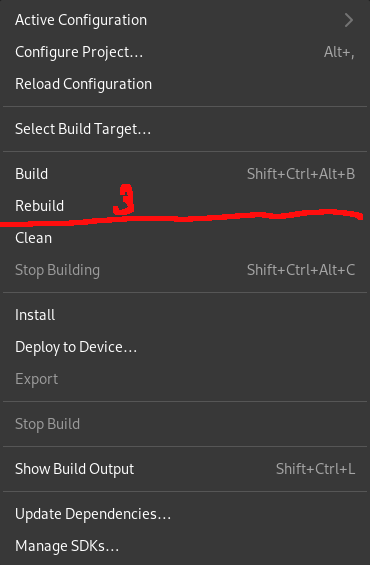 Active Configuration
Configure Project... Alt+,
Reload Configuration
Select Build Target...
Build Shift+Ctrl+Alt+B
3
Rebuild
Clean
Stop Building Shift+Ctrl+Alt+C
Install
Deploy to Device...
Export
Stop Build
Show Build Output Shift+Ctrl+L
Update Dependencies...
Manage SDKs...